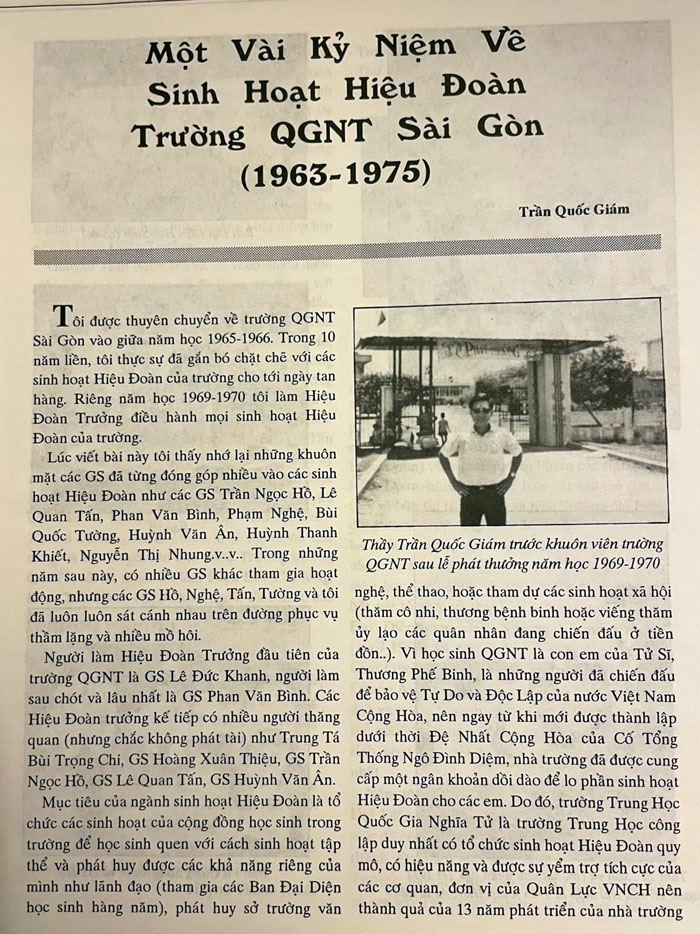 Một Vài Kỷ Niệm Về
Sinh Hoạt Hiệu Đoàn
Trường QGNT Sài Gòn
(1963-1975)
Trần Quốc Giám
Tôi được thuyên chuyển về trường QGNT
Sài Gòn vào giữa năm học 1965-1966. Trong 10
năm liền, tôi thực sự đã gắn bó chặt chẽ với các
sinh hoạt Hiệu Đoàn của trường cho tới ngày tan
hàng. Riêng năm học 1969-1970 tôi làm Hiệu
Đoàn Trưởng điều hành mọi sinh hoạt Hiệu
Đoàn của trường.
Lúc viết bài này tôi thấy nhớ lại những khuôn
mặt các GS đã từng đóng góp nhiều vào các sinh
hoạt Hiệu Đoàn như các GS Trần Ngọc Hồ, Lê
Quan Tấn, Phan Văn Bình, Phạm Nghệ, Bùi
Quốc Tường, Huỳnh Văn Ân, Huỳnh Thanh
Khiết, Nguyễn Thị Nhung.v..v.. Trong những
năm sau này, có nhiều GS khác tham gia hoạt
động, nhưng các GS Hồ, Nghệ, Tấn, Tường và tôi
đã luôn luôn sát cánh nhau trên đường phục vụ
thầm lặng và nhiều mồ hôi.
Người làm Hiệu Đoàn Trưởng đầu tiên của
trường QGNT là GS Lê Đức Khanh, người làm
sau chót và lâu nhất là GS Phan Văn Bình. Các
Hiệu Đoàn trưởng kế tiếp có nhiều người thăng
quan (nhưng chắc không phát tài) như Trung Tá
Bùi Trọng Chi, GS Hoàng Xuân Thiệu, GS Trần
Ngọc Hồ, GS Lê Quan Tấn, GS Huỳnh Văn Ân.
Mục tiêu của ngành sinh hoạt Hiệu Đoàn là tổ
chức các sinh hoạt của cộng đồng học sinh trong
trường để học sinh quen với cách sinh hoạt tập
thể và phát huy được các khả năng riêng của
mình như lãnh đạo (tham gia các Ban Đại Diện
học sinh hàng năm), phát huy sở trường văn
Thầy Trần Quốc Giám trước khuôn viên trường
QGNT sau lễ phát thưởng năm học 1969-1970
nghệ, thể thao, hoặc tham dự các sinh hoạt xã hội
(thăm cô nhi, thương bệnh binh hoặc viếng thăm
ủy lạo các quân nhân đang chiến đấu ở tiền
đồn..). Vì học sinh QGNT là con em của Tử Sĩ,
Thương Phế Binh, là những người đã chiến đấu
để bảo vệ Tự Do và Độc Lập của nước Việt Nam
Cộng Hòa, nên ngay từ khi mới được thành lập
dưới thời Đệ Nhất Cộng Hòa của Cố Tổng
Thống Ngô Đình Diệm, nhà trường đã được cung
cấp một ngân khoản dồi dào để lo phần sinh hoạt
Hiệu Đoàn cho các em. Do đó, trường Trung Học
Quốc Gia Nghĩa Tử là trường Trung Học công
lập duy nhất có tổ chức sinh hoạt Hiệu Đoàn quy
mô, có hiệu năng và được sự yểm trợ tích cực của
các cơ quan, đơn vị của Quân Lực VNCH nên
thành quả của 13 năm phát triển của nhà trường